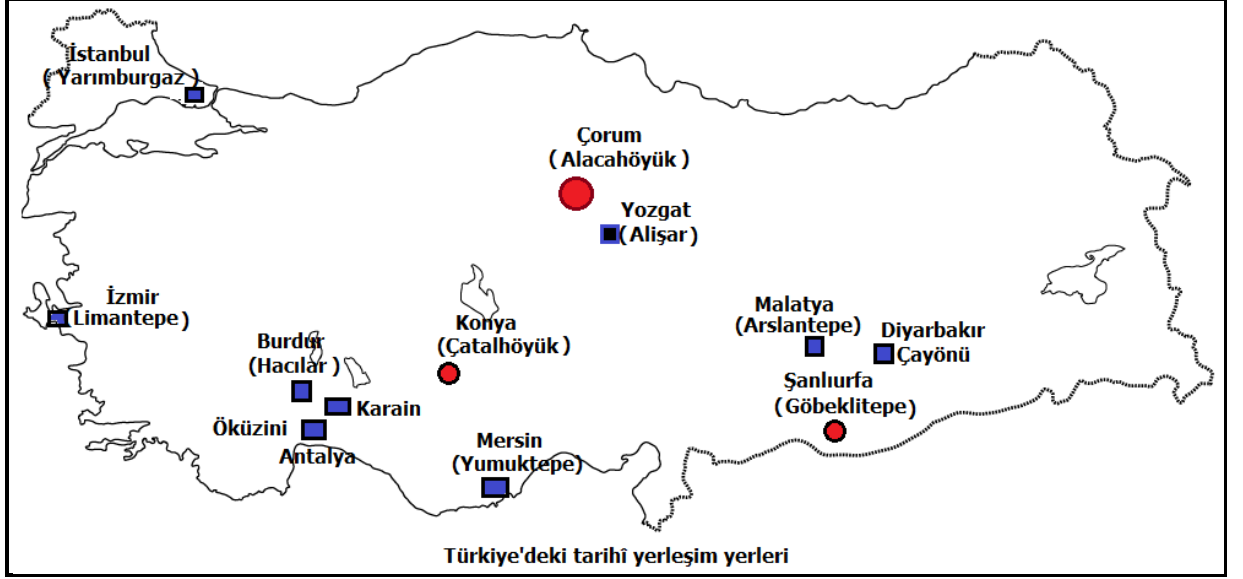 İstanbul
( Yarımburgaz )
Çorum
( Alacahöyük )
Yozgat
(Alişar)
İzmir
(Limantepe)
Burdur
(Hacılar )
Konya
(Çatalhöyük )
Malatya
(Arslantepe)
Diyarbakır
Çayönü
Şanlıurfa
(Göbeklitepe)
Karain
Öküzini
Antalya
Mersin
(Yumuktepe)
Türkiye'deki tarihî yerleşim yerleri